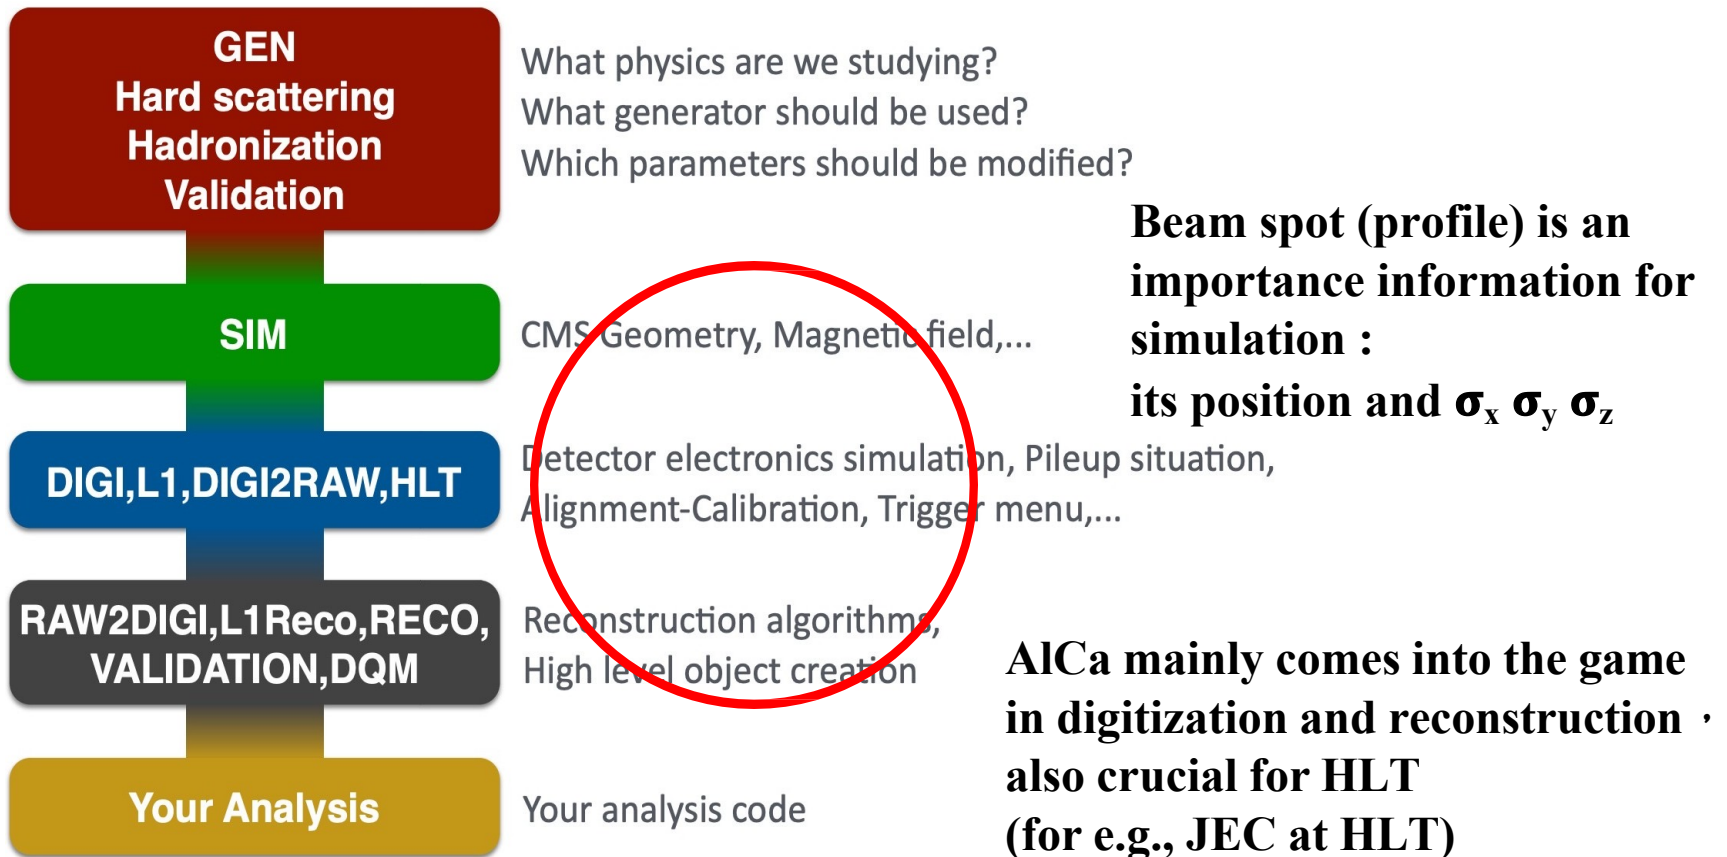 GEN
Hard scattering
Hadronization
Validation
What physics are we studying?
What generator should be used?
Which parameters should be modified?
Beam spot (profile) is an
importance information for
simulation :
its position and σx σy σz
SIM
CMS Geometry, Magnetic field,...
DIGI,L1,DIGI2RAW,HLT
Detector electronics simulation, Pileup situation,
Alignment-Calibration, Trigger menu,...
RAW2DIGI,L1Reco,RECO,
VALIDATION,DQM
Reconstruction algorithms,
High level object creation
AlCa mainly comes into the game
in digitization and reconstruction ,
also crucial for HLT
(for e.g., JEC at HLT)
Your Analysis
Your analysis code